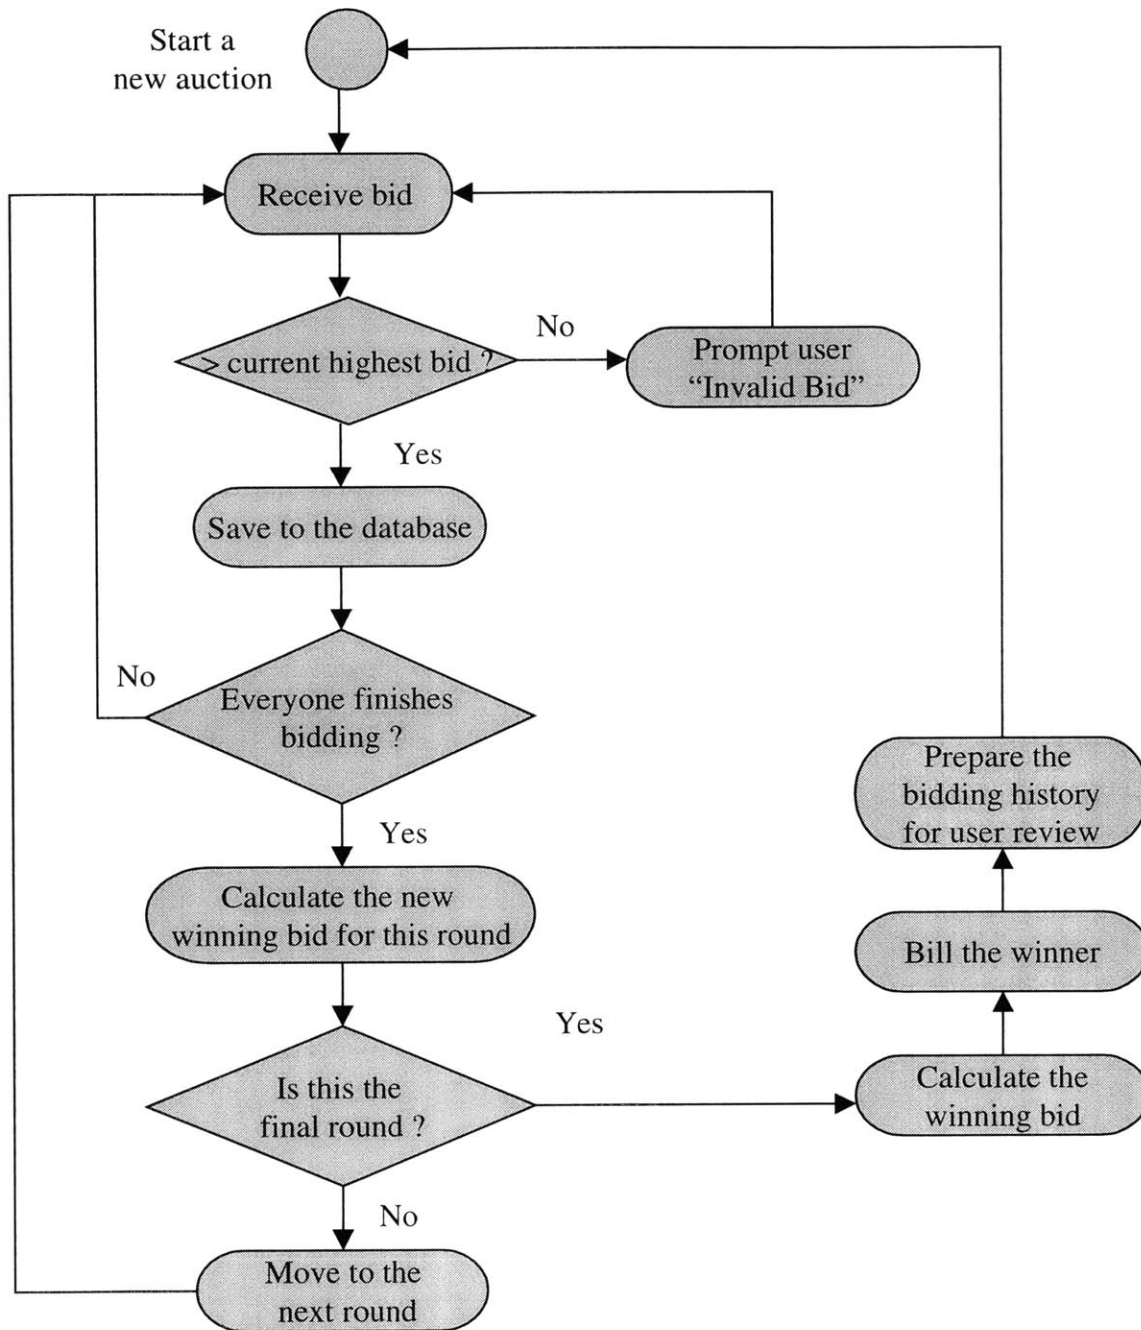 Start a
new auction
Receive bid
> current highest bid ?
No
Prompt user
“Invalid Bid”
Yes
Save to the database
No
Everyone finishes
bidding ?
Yes
Calculate the new
winning bid for this round
Is this the
final round ?
Yes
No
Move to the
next round
Prepare the
bidding history
for user review
Bill the winner
Calculate the
winning bid